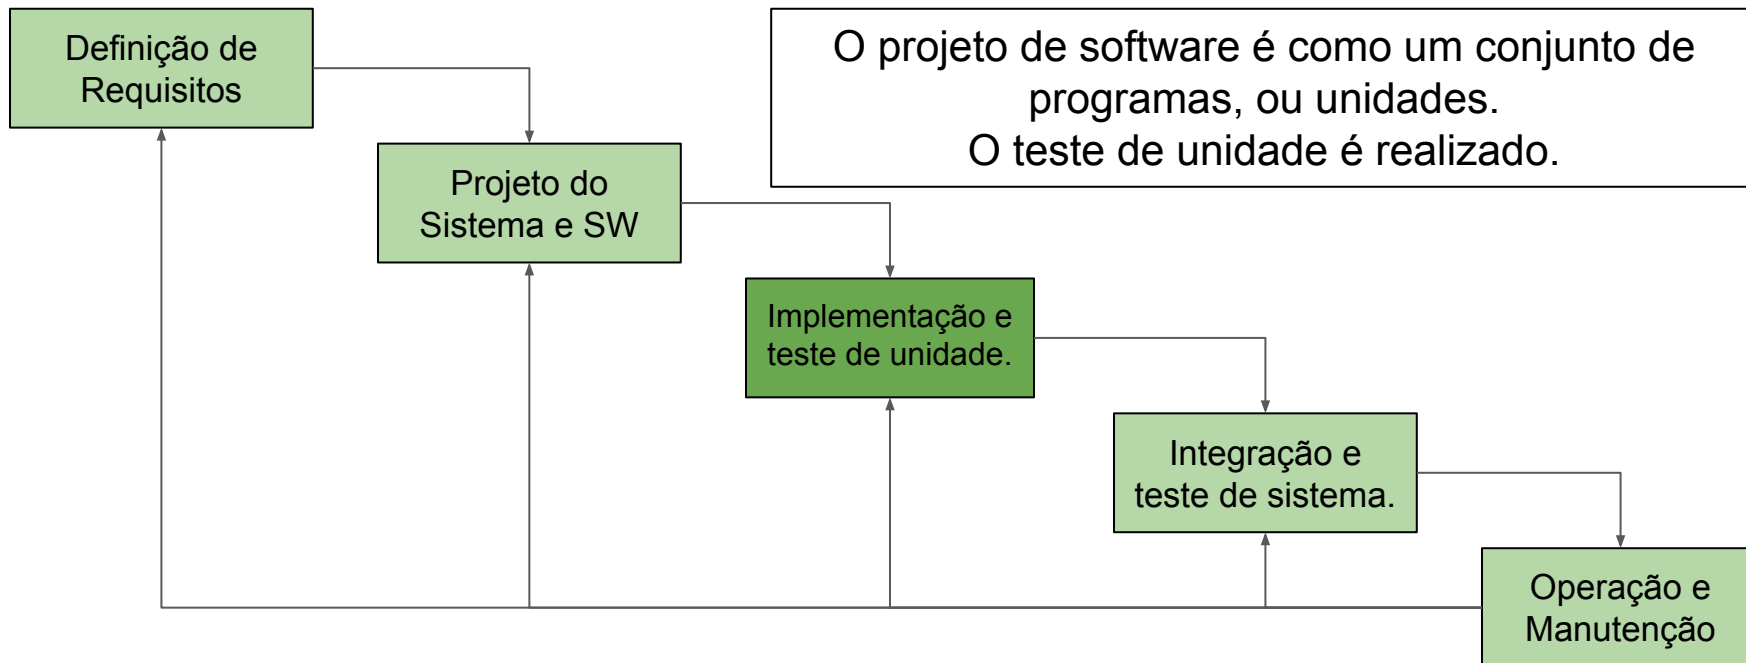 Definição de
Requisitos
O projeto de software é como um conjunto de
programas, ou unidades.
O teste de unidade é realizado.
Projeto do
Sistema e SW
Implementação e
teste de unidade.
Integração e
teste de sistema.
Operação e
Manutenção